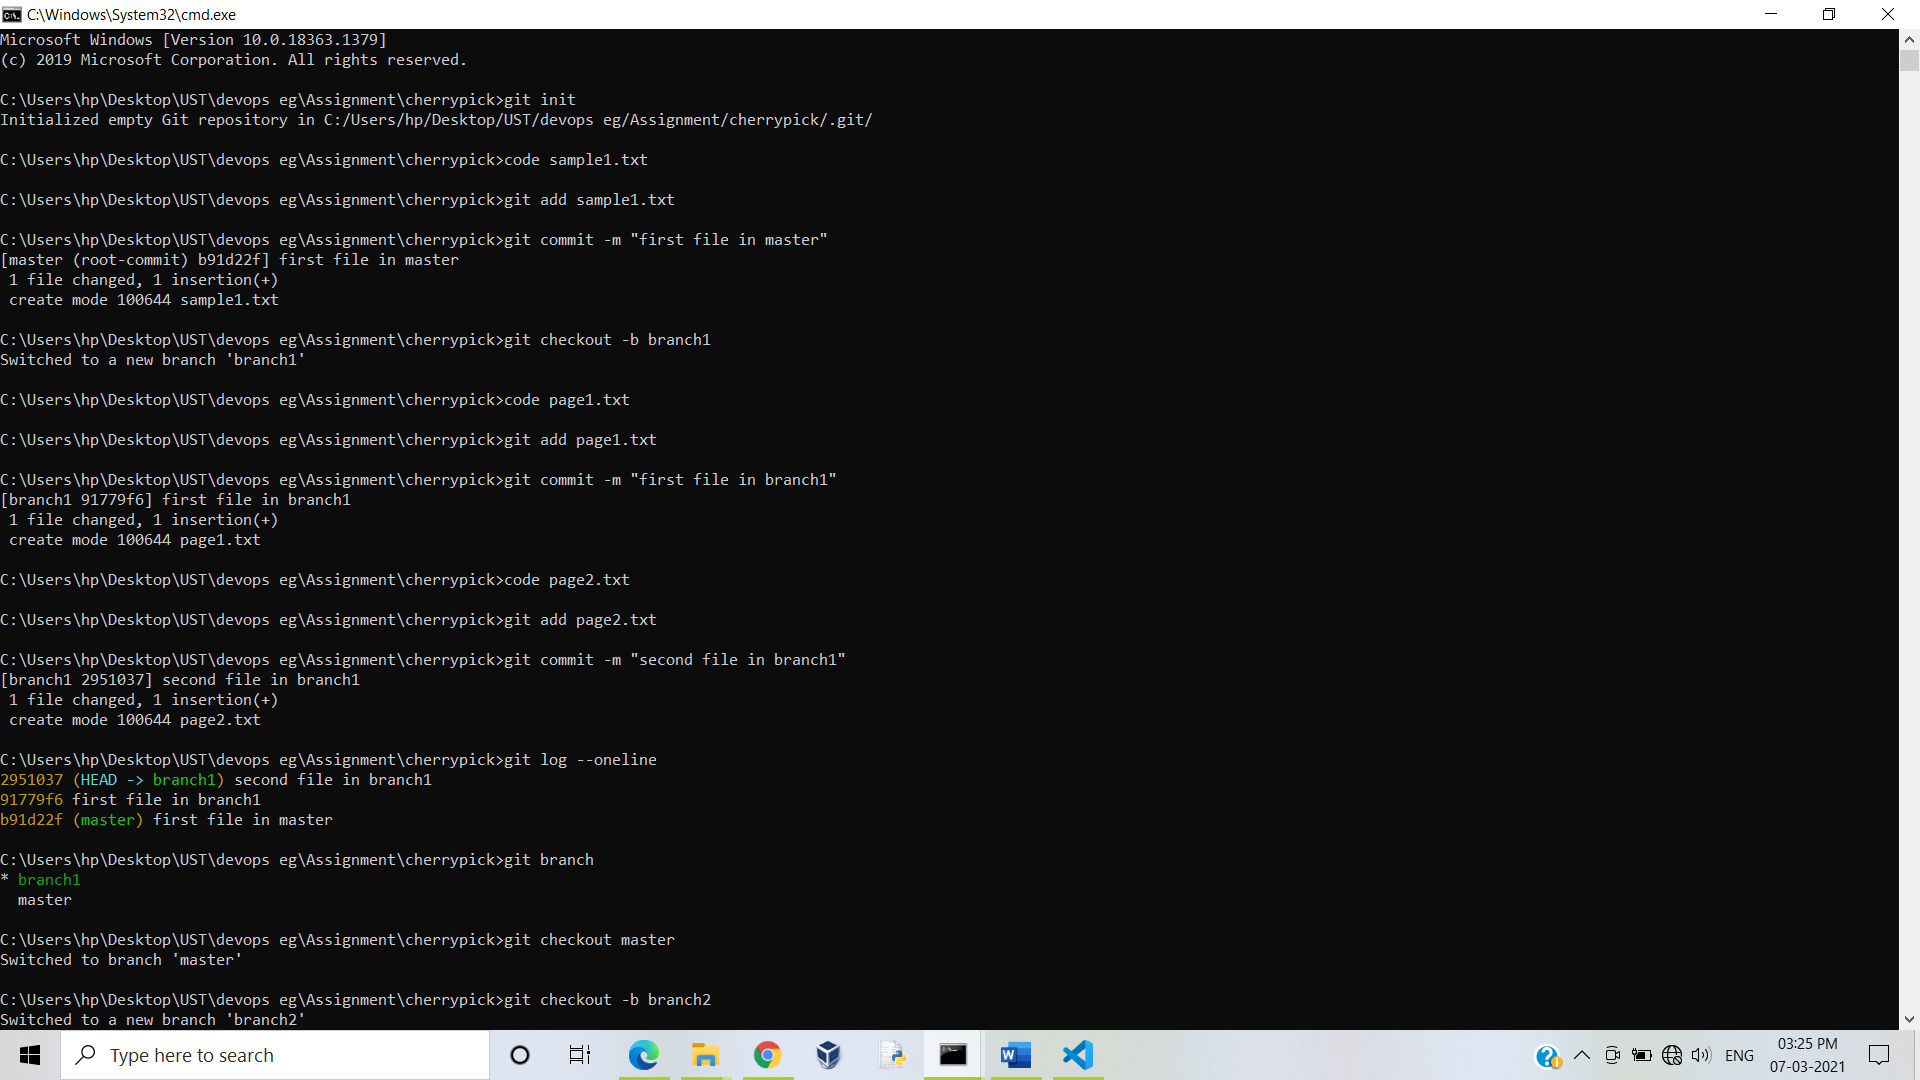 C:\Windows\System32\cmd.exe
Microsoft Windows [Version 10.0.18363.1379]
(c) 2019 Microsoft Corporation. All rights reserved.
C:\Users\hp\Desktop\UST\devops eg\Assignment\cherrypick>git init
Initialized empty Git repository in C:/Users/hp/Desktop/UST/devops eg/Assignment/cherrypick/.git/
C:\Users\hp\Desktop\UST\devops eg\Assignment\cherrypick>code sample1.txt
C:\Users\hp\Desktop\UST\devops eg\Assignment\cherrypick>git add sample1.txt
C:\Users\hp\Desktop\UST\devops eg\Assignment\cherrypick>git commit -m "first file in master"
[master (root-commit) b91d22f] first file in master
 1 file changed, 1 insertion(+)
 create mode 100644 sample1.txt
C:\Users\hp\Desktop\UST\devops eg\Assignment\cherrypick>git checkout -b branch1
Switched to a new branch 'branch1'
C:\Users\hp\Desktop\UST\devops eg\Assignment\cherrypick>code page1.txt
C:\Users\hp\Desktop\UST\devops eg\Assignment\cherrypick>git add page1.txt
C:\Users\hp\Desktop\UST\devops eg\Assignment\cherrypick>git commit -m "first file in branch1"
[branch1 91779f6] first file in branch1
 1 file changed, 1 insertion(+)
 create mode 100644 page1.txt
C:\Users\hp\Desktop\UST\devops eg\Assignment\cherrypick>code page2.txt
C:\Users\hp\Desktop\UST\devops eg\Assignment\cherrypick>git add page2.txt
C:\Users\hp\Desktop\UST\devops eg\Assignment\cherrypick>git commit -m "second file in branch1"
[branch1 2951037] second file in branch1
 1 file changed, 1 insertion(+)
 create mode 100644 page2.txt
C:\Users\hp\Desktop\UST\devops eg\Assignment\cherrypick>git log --oneline
2951037 (HEAD -> branch1) second file in branch1
91779f6 first file in branch1
b91d22f (master) first file in master
C:\Users\hp\Desktop\UST\devops eg\Assignment\cherrypick>git branch
* branch1
  master
C:\Users\hp\Desktop\UST\devops eg\Assignment\cherrypick>git checkout master
Switched to branch 'master'
C:\Users\hp\Desktop\UST\devops eg\Assignment\cherrypick>git checkout -b branch2
Switched to a new branch 'branch2'
Type here to search
ENG
03:25 PM
07-03-2021